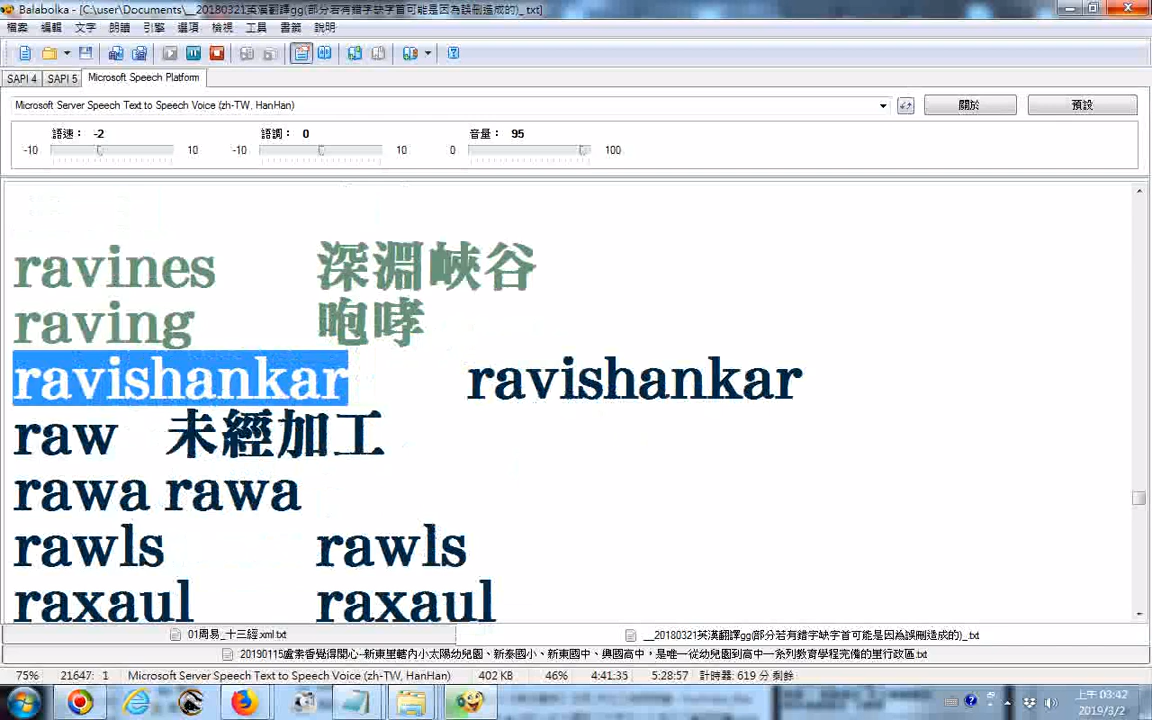 Balabolka - [C:\user\Documents\__20180321英漢翻譯gg(部分若有錯字缺字首可能是因為誤刪造成的)_.txt]
檔案 編輯 文字 朗讀 引擎 選項 檢視 工具 書籤 說明
SAPI 4 SAPI 5 Microsoft Speech Platform
Microsoft Server Speech Text to Speech Voice (zh-TW, HanHan) 關於 預設
語速： -2 語調： 0 音量： 95
-10 10 -10 10 0 100
ravines 深淵峽谷
raving 咆哮
ravishankar ravishankar
raw 未經加工
rawa rawa
rawls rawls
raxaul raxaul
01周易_十三經.xml.txt __20180321英漢翻譯gg(部分若有錯字缺字首可能是因為誤刪造成的)_.txt
20190115盧素香覺得開心--新東里轄內小太陽幼兒園、新泰國小、新東國中、興國高中，是唯一從幼兒園到高中一系列教育學程完備的里行政區.txt
75% 21647: 1 Microsoft Server Speech Text to Speech Voice (zh-TW, HanHan) 402 KB 46% 4:41:35 5:28:57 計時器: 619 分 剩餘
上午 03:42
2019/3/2